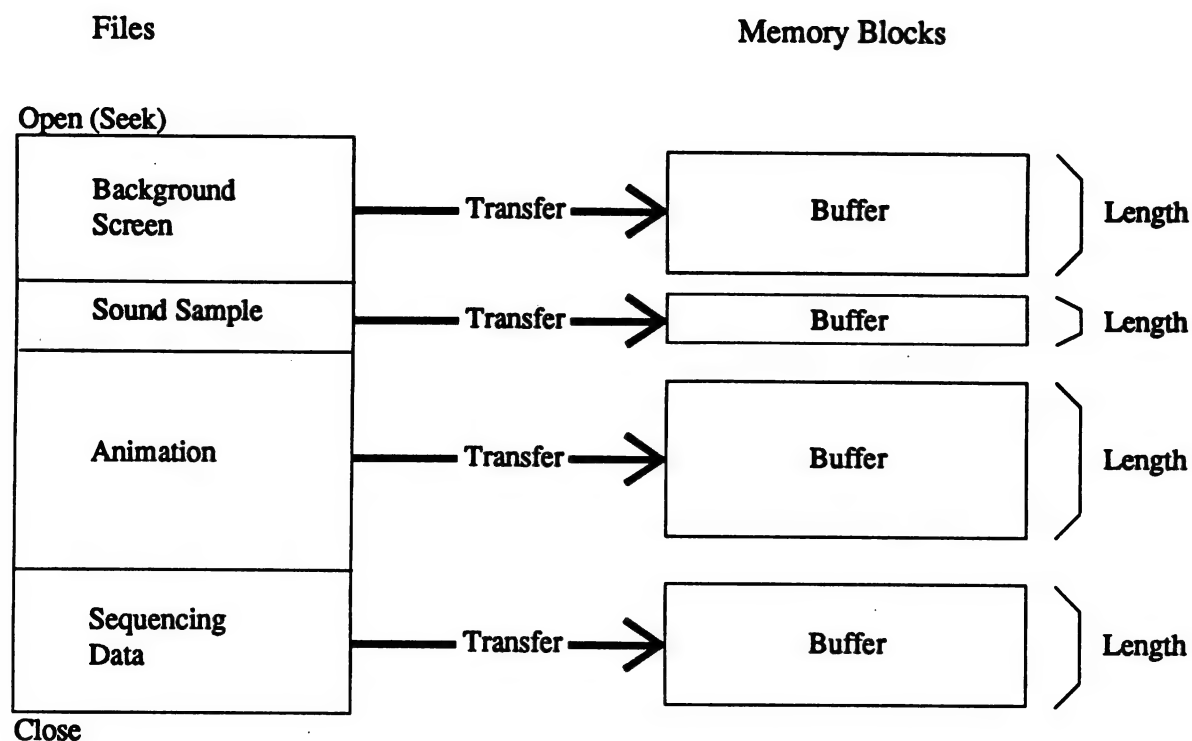 Files
Memory Blocks
Open (Seek)
Background
Screen
Transfer
Buffer
Length
Sound Sample
Transfer
Buffer
Length
Animation
Transfer
Buffer
Length
Sequencing
Data
Transfer
Buffer
Length
Close